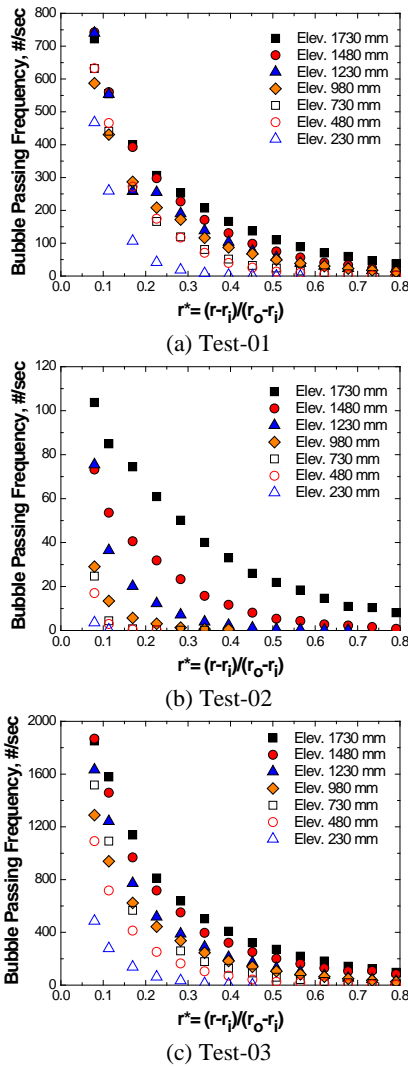 800
700
600
500
400
300
200
100
0
Bubble Passing Frequency, #/sec
Elev. 1730 mm
Elev. 1480 mm
Elev. 1230 mm
Elev. 980 mm
Elev. 730 mm
Elev. 480 mm
Elev. 230 mm
0.0 0.1 0.2 0.3 0.4 0.5 0.6 0.7 0.8
r*= (r-ri)/(ro-ri)
(a) Test-01
120
100
80
60
40
20
0
Bubble Passing Frequency, #/sec
Elev. 1730 mm
Elev. 1480 mm
Elev. 1230 mm
Elev. 980 mm
Elev. 730 mm
Elev. 480 mm
Elev. 230 mm
0.0 0.1 0.2 0.3 0.4 0.5 0.6 0.7 0.8
r*= (r-ri)/(ro-ri)
(b) Test-02
2000
1600
1200
800
400
0
Bubble Passing Frequency, #/sec
Elev. 1730 mm
Elev. 1480 mm
Elev. 1230 mm
Elev. 980 mm
Elev. 730 mm
Elev. 480 mm
Elev. 230 mm
0.0 0.1 0.2 0.3 0.4 0.5 0.6 0.7 0.8
r*= (r-ri)/(ro-ri)
(c) Test-03